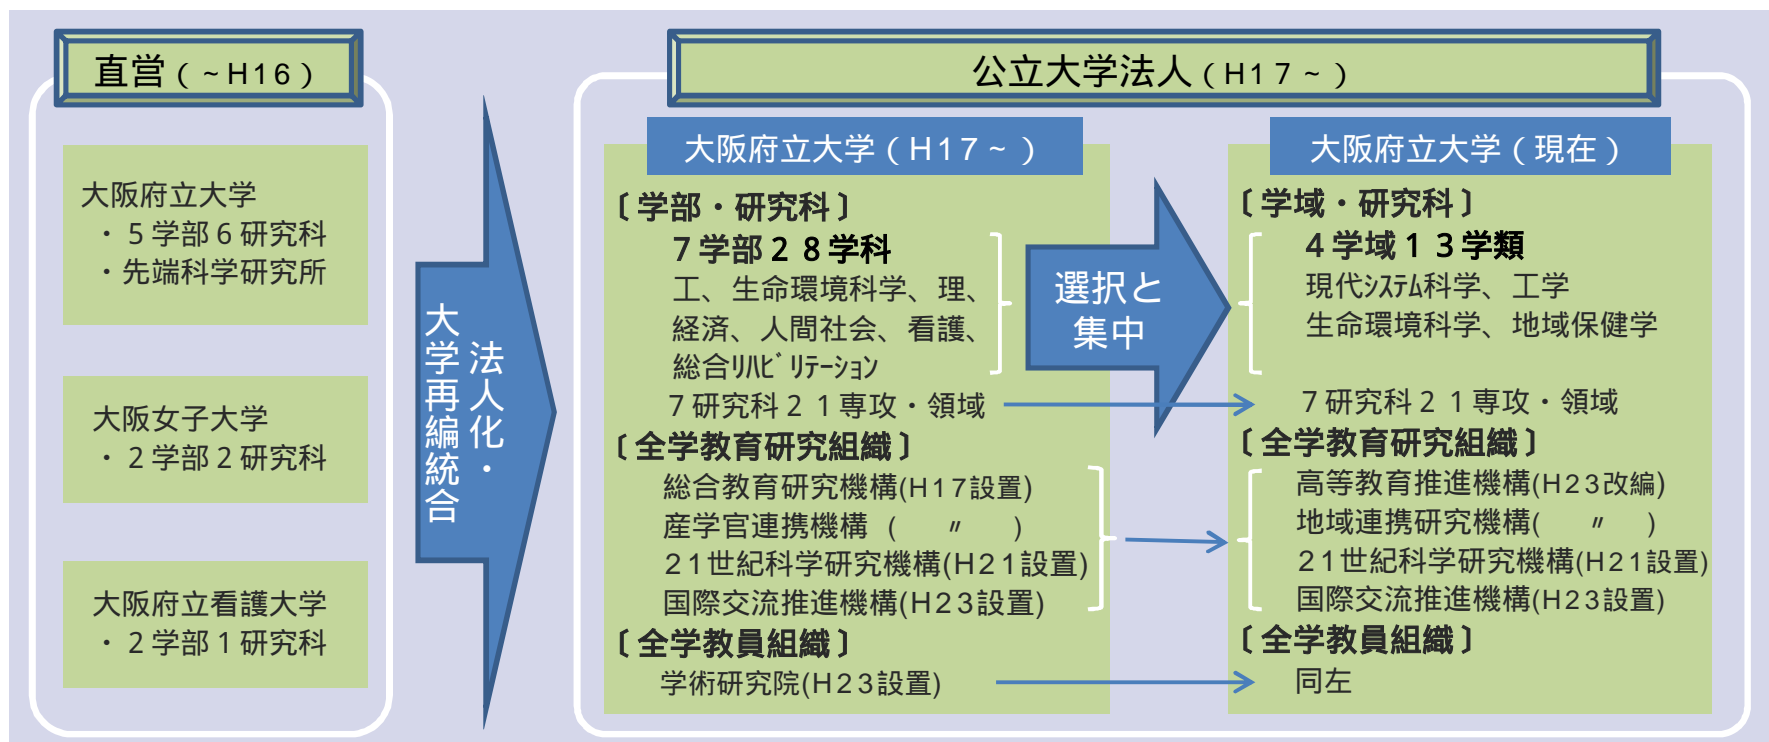 直営（～H16）
大阪府立大学
・５学部６研究科
・先端科学研究所
大阪女子大学
・２学部２研究科
大阪府立看護大学
・２学部１研究科
法人化・
大学再編統合
公立大学法人（H１７～）
大阪府立大学（H１７～）
〔学部・研究科〕
７学部２８学科
工、生命環境科学、理、
経済、人間社会、看護、
総合ﾘﾊﾋﾞﾘﾃｰｼｮﾝ
７研究科２１専攻・領域
〔全学教育研究組織〕
総合教育研究機構(H１７設置)
産学官連携機構（　〃　）
２１世紀科学研究機構(H２１設置)
国際交流推進機構(H２３設置)
〔全学教員組織〕
学術研究院(H２３設置)
選択と
集中
大阪府立大学（現在）
〔学域・研究科〕
４学域１３学類
現代ｼｽﾃﾑ科学、工学
生命環境科学、地域保健学
７研究科２１専攻・領域
〔全学教育研究組織〕
高等教育推進機構(H２３改編)
地域連携研究機構(　〃　)
２１世紀科学研究機構(H２１設置)
国際交流推進機構(H２３設置)
〔全学教員組織〕
同左